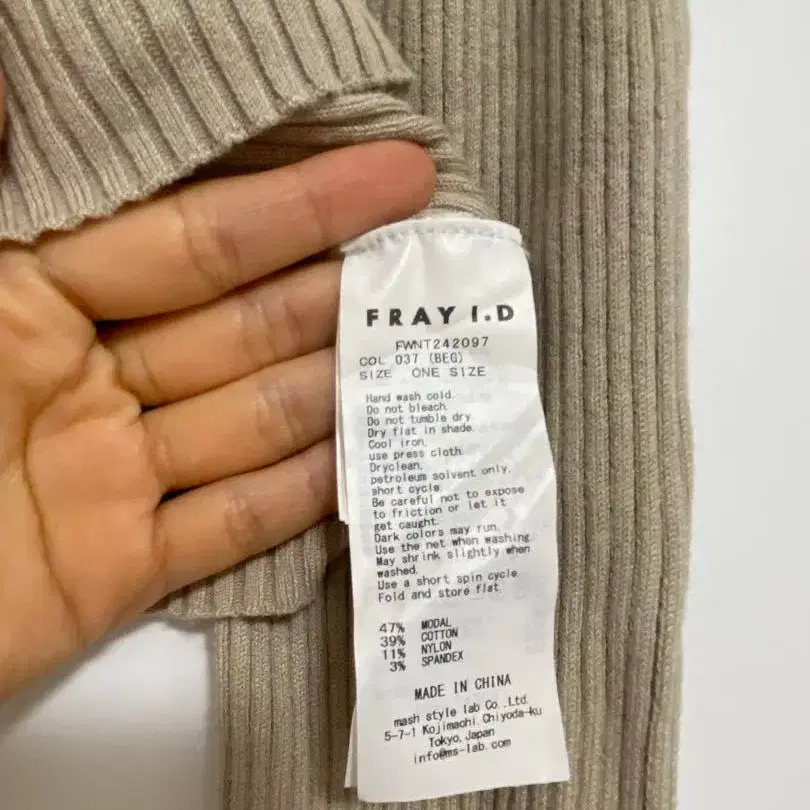 FRAY I.D
FWNT242097
COL 037 (BEG)
SIZE ONE SIZE
Hand wash cold.
Do not bleach.
Do not tumble dry.
Dry flat in shade.
Cool iron.
use press cloth.
Dryclean.
petroleum solvent only.
short cycle.
Be careful not to expose
to friction or let it
get caught.
Dark colors may run.
Use the net when washing.
May shrink slightly when
washed.
Use a short spin cycle.
Fold and store flat.
47% MODAL
39% COTTON
11% NYLON
3% SPANDEX
MADE IN CHINA
mash style lab Co.,Ltd.
5-7-1 Kojimachi,Chiyoda-ku
Tokyo,Japan
info@ms-lab.com